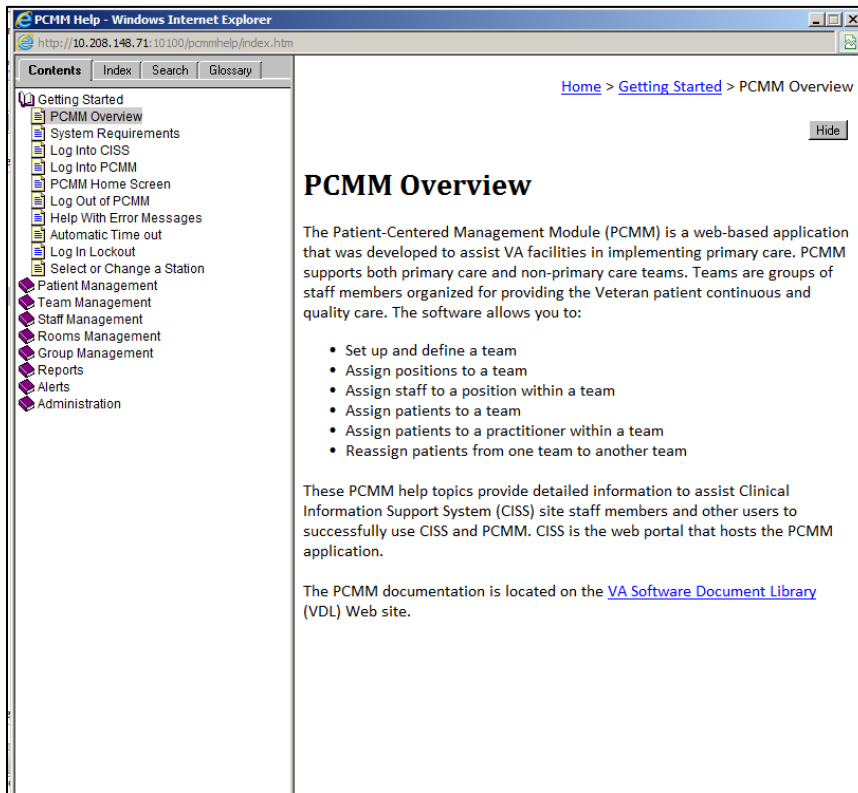 PCMM Help - Windows Internet Explorer
http://10.208.148.71:10100/pcmmhelp/index.htm
Contents Index Search Glossary
Getting Started
PCMM Overview
System Requirements
Log Into CISS
Log Into PCMM
PCMM Home Screen
Log Out of PCMM
Help With Error Messages
Automatic Time out
Log In Lockout
Select or Change a Station
Patient Management
Team Management
Staff Management
Rooms Management
Group Management
Reports
Alerts
Administration
Home > Getting Started > PCMM Overview
Hide
PCMM Overview
The Patient-Centered Management Module (PCMM) is a web-based application
that was developed to assist VA facilities in implementing primary care. PCMM
supports both primary care and non-primary care teams. Teams are groups of
staff members organized for providing the Veteran patient continuous and
quality care. The software allows you to:
• Set up and define a team
• Assign positions to a team
• Assign staff to a position within a team
• Assign patients to a team
• Assign patients to a practitioner within a team
• Reassign patients from one team to another team
These PCMM help topics provide detailed information to assist Clinical
Information Support System (CISS) site staff members and other users to
successfully use CISS and PCMM. CISS is the web portal that hosts the PCMM
application.
The PCMM documentation is located on the VA Software Document Library
(VDL) Web site.